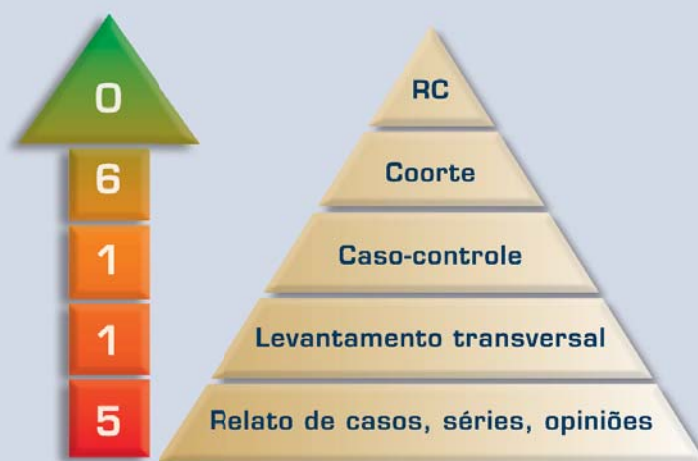 0
RC
6
Coorte
1
Caso-controle
1
Levantamento transversal
5
Relato de casos, séries, opiniões